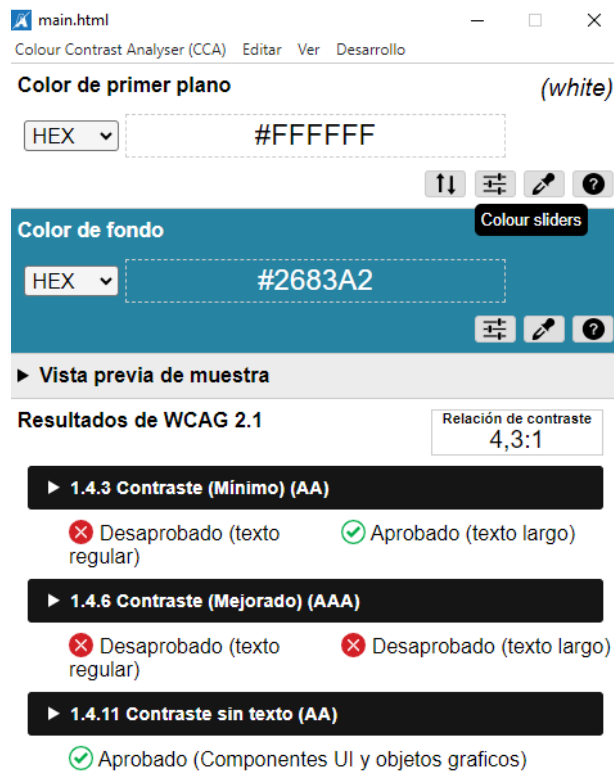 main.html
Colour Contrast Analyser (CCA) Editar Ver Desarrollo
Color de primer plano
(white)
HEX
#FFFFFF
Colour sliders
Color de fondo
HEX
#2683A2
Vista previa de muestra
Resultados de WCAG 2.1
Relación de contraste
4,3:1
1.4.3 Contraste (Mínimo) (AA)
Desaprobado (texto
regular)
Aprobado (texto largo)
1.4.6 Contraste (Mejorado) (AAA)
Desaprobado (texto
regular)
Desaprobado (texto largo)
1.4.11 Contraste sin texto (AA)
Aprobado (Componentes UI y objetos graficos)